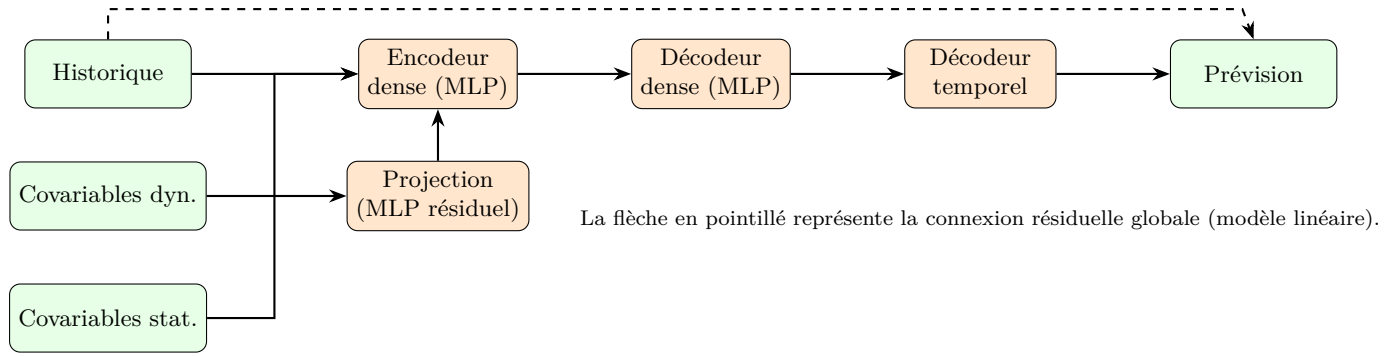 Historique
Encodeur
dense (MLP)
Décodeur
dense (MLP)
Décodeur
temporel
Prévision
Covariables dyn.
Projection
(MLP résiduel)
La flèche en pointillé représente la connexion résiduelle globale (modèle linéaire).
Covariables stat.